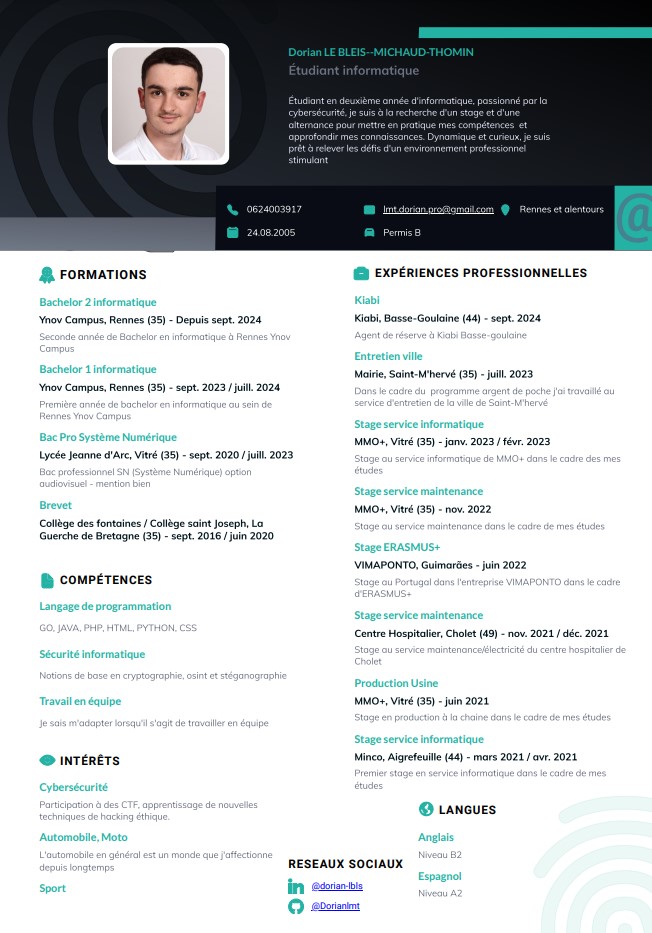 Dorian LE BLEIS--MICHAUD-THOMIN
Étudiant informatique
Étudiant en deuxième année d'informatique, passionné par la
cybersécurité, je suis à la recherche d'un stage et d'une
alternance pour mettre en pratique mes compétences et
approfondir mes connaissances. Dynamique et curieux, je suis
prêt à relever les défis d'un environnement professionnel
stimulant
0624003917
lmt.dorian.pro@gmail.com
Rennes et alentours
24.08.2005
Permis B
@
FORMATIONS
Bachelor 2 informatique
Ynov Campus, Rennes (35) - Depuis sept. 2024
Seconde année de Bachelor en informatique à Rennes Ynov
Campus
Bachelor 1 informatique
Ynov Campus, Rennes (35) - sept. 2023 / juill. 2024
Première année de bachelor en informatique au sein de
Rennes Ynov Campus
Bac Pro Système Numérique
Lycée Jeanne d'Arc, Vitré (35) - sept. 2020 / juill. 2023
Bac professionnel SN (Système Numérique) option
audiovisuel - mention bien
Brevet
Collège des fontaines / Collège saint Joseph, La
Guerche de Bretagne (35) - sept. 2016 / juin 2020
COMPÉTENCES
Langage de programmation
GO, JAVA, PHP, HTML, PYTHON, CSS
Sécurité informatique
Notions de base en cryptographie, osint et stéganographie
Travail en équipe
Je sais m'adapter lorsqu'il s'agit de travailler en équipe
INTÉRÊTS
Cybersécurité
Participation à des CTF, apprentissage de nouvelles
techniques de hacking éthique.
Automobile, Moto
L'automobile en général est un monde que j'affectionne
depuis longtemps
Sport
EXPÉRIENCES PROFESSIONNELLES
Kiabi
Kiabi, Basse-Goulaine (44) - sept. 2024
Agent de réserve à Kiabi Basse-goulaine
Entretien ville
Mairie, Saint-M'hervé (35) - juill. 2023
Dans le cadre du programme argent de poche j'ai travaillé au
service d'entretien de la ville de Saint-M'hervé
Stage service informatique
MMO+, Vitré (35) - janv. 2023 / févr. 2023
Stage au service informatique de MMO+ dans le cadre des mes
études
Stage service maintenance
MMO+, Vitré (35) - nov. 2022
Stage au service maintenance dans le cadre de mes études
Stage ERASMUS+
VIMAPONTO, Guimarães - juin 2022
Stage au Portugal dans l'entreprise VIMAPONTO dans le cadre
d'ERASMUS+
Stage service maintenance
Centre Hospitalier, Cholet (49) - nov. 2021 / déc. 2021
Stage au service maintenance/électricité du centre hospitalier de
Cholet
Production Usine
MMO+, Vitré (35) - juin 2021
Stage en production à la chaine dans le cadre de mes études
Stage service informatique
Minco, Aigrefeuille (44) - mars 2021 / avr. 2021
Premier stage en service informatique dans le cadre de mes
études
LANGUES
Anglais
Niveau B2
Espagnol
Niveau A2
RESEAUX SOCIAUX
@dorian-lbls
@Dorianlmt